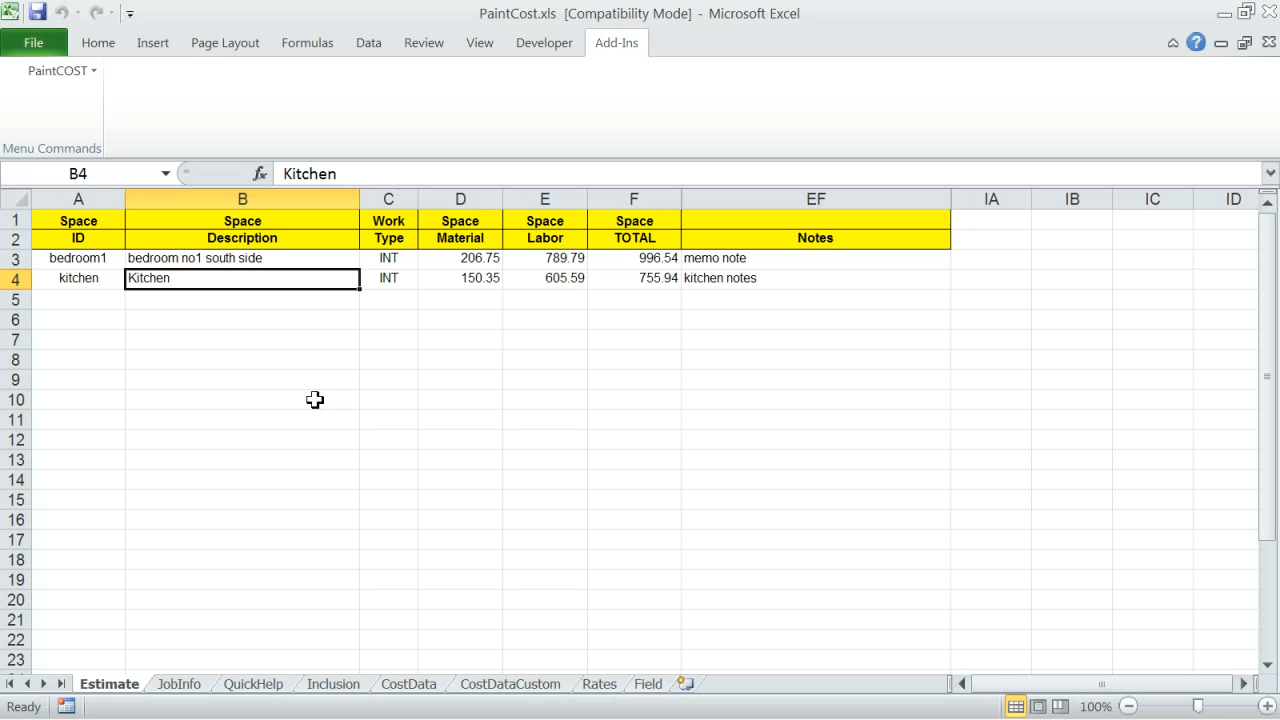 PaintCost.xls [Compatibility Mode] - Microsoft Excel
File Home Insert Page Layout Formulas Data Review View Developer Add-Ins
PaintCOST
Menu Commands
B4 fx Kitchen
A B C D E F EF IA IB IC ID
1 Space Space Work Space Space Space
2 ID Description Type Material Labor TOTAL Notes
3 bedroom1 bedroom no1 south side INT 206.75 789.79 996.54 memo note
4 kitchen Kitchen INT 150.35 605.59 755.94 kitchen notes
5
6
7
8
9
10
11
12
13
14
15
16
17
18
19
20
21
22
23
Estimate JobInfo QuickHelp Inclusion CostData CostDataCustom Rates Field
Ready 100%